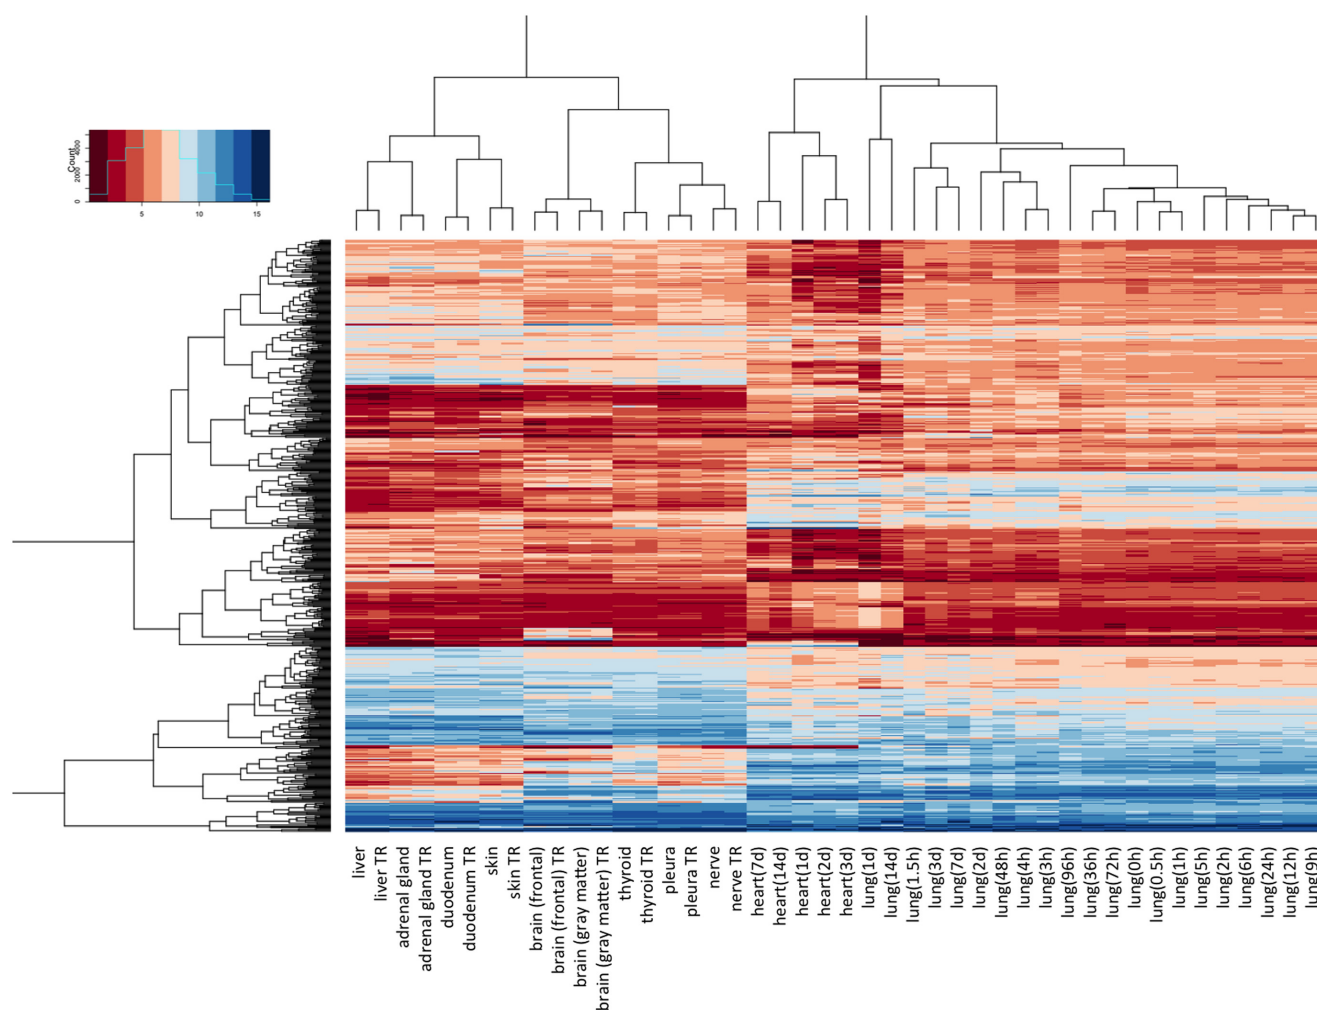 Count
4000
2000
0
5
10
15
liver
liver TR
adrenal gland
adrenal gland TR
duodenum
duodenum TR
skin
skin TR
brain (frontal)
brain (frontal) TR
brain (gray matter)
brain (gray matter) TR
thyroid
thyroid TR
pleura
pleura TR
nerve
nerve TR
heart(7d)
heart(14d)
heart(1d)
heart(2d)
heart(3d)
lung(1d)
lung(14d)
lung(1.5h)
lung(3d)
lung(7d)
lung(2d)
lung(48h)
lung(4h)
lung(3h)
lung(96h)
lung(36h)
lung(72h)
lung(0h)
lung(0.5h)
lung(1h)
lung(5h)
lung(2h)
lung(6h)
lung(24h)
lung(12h)
lung(9h)